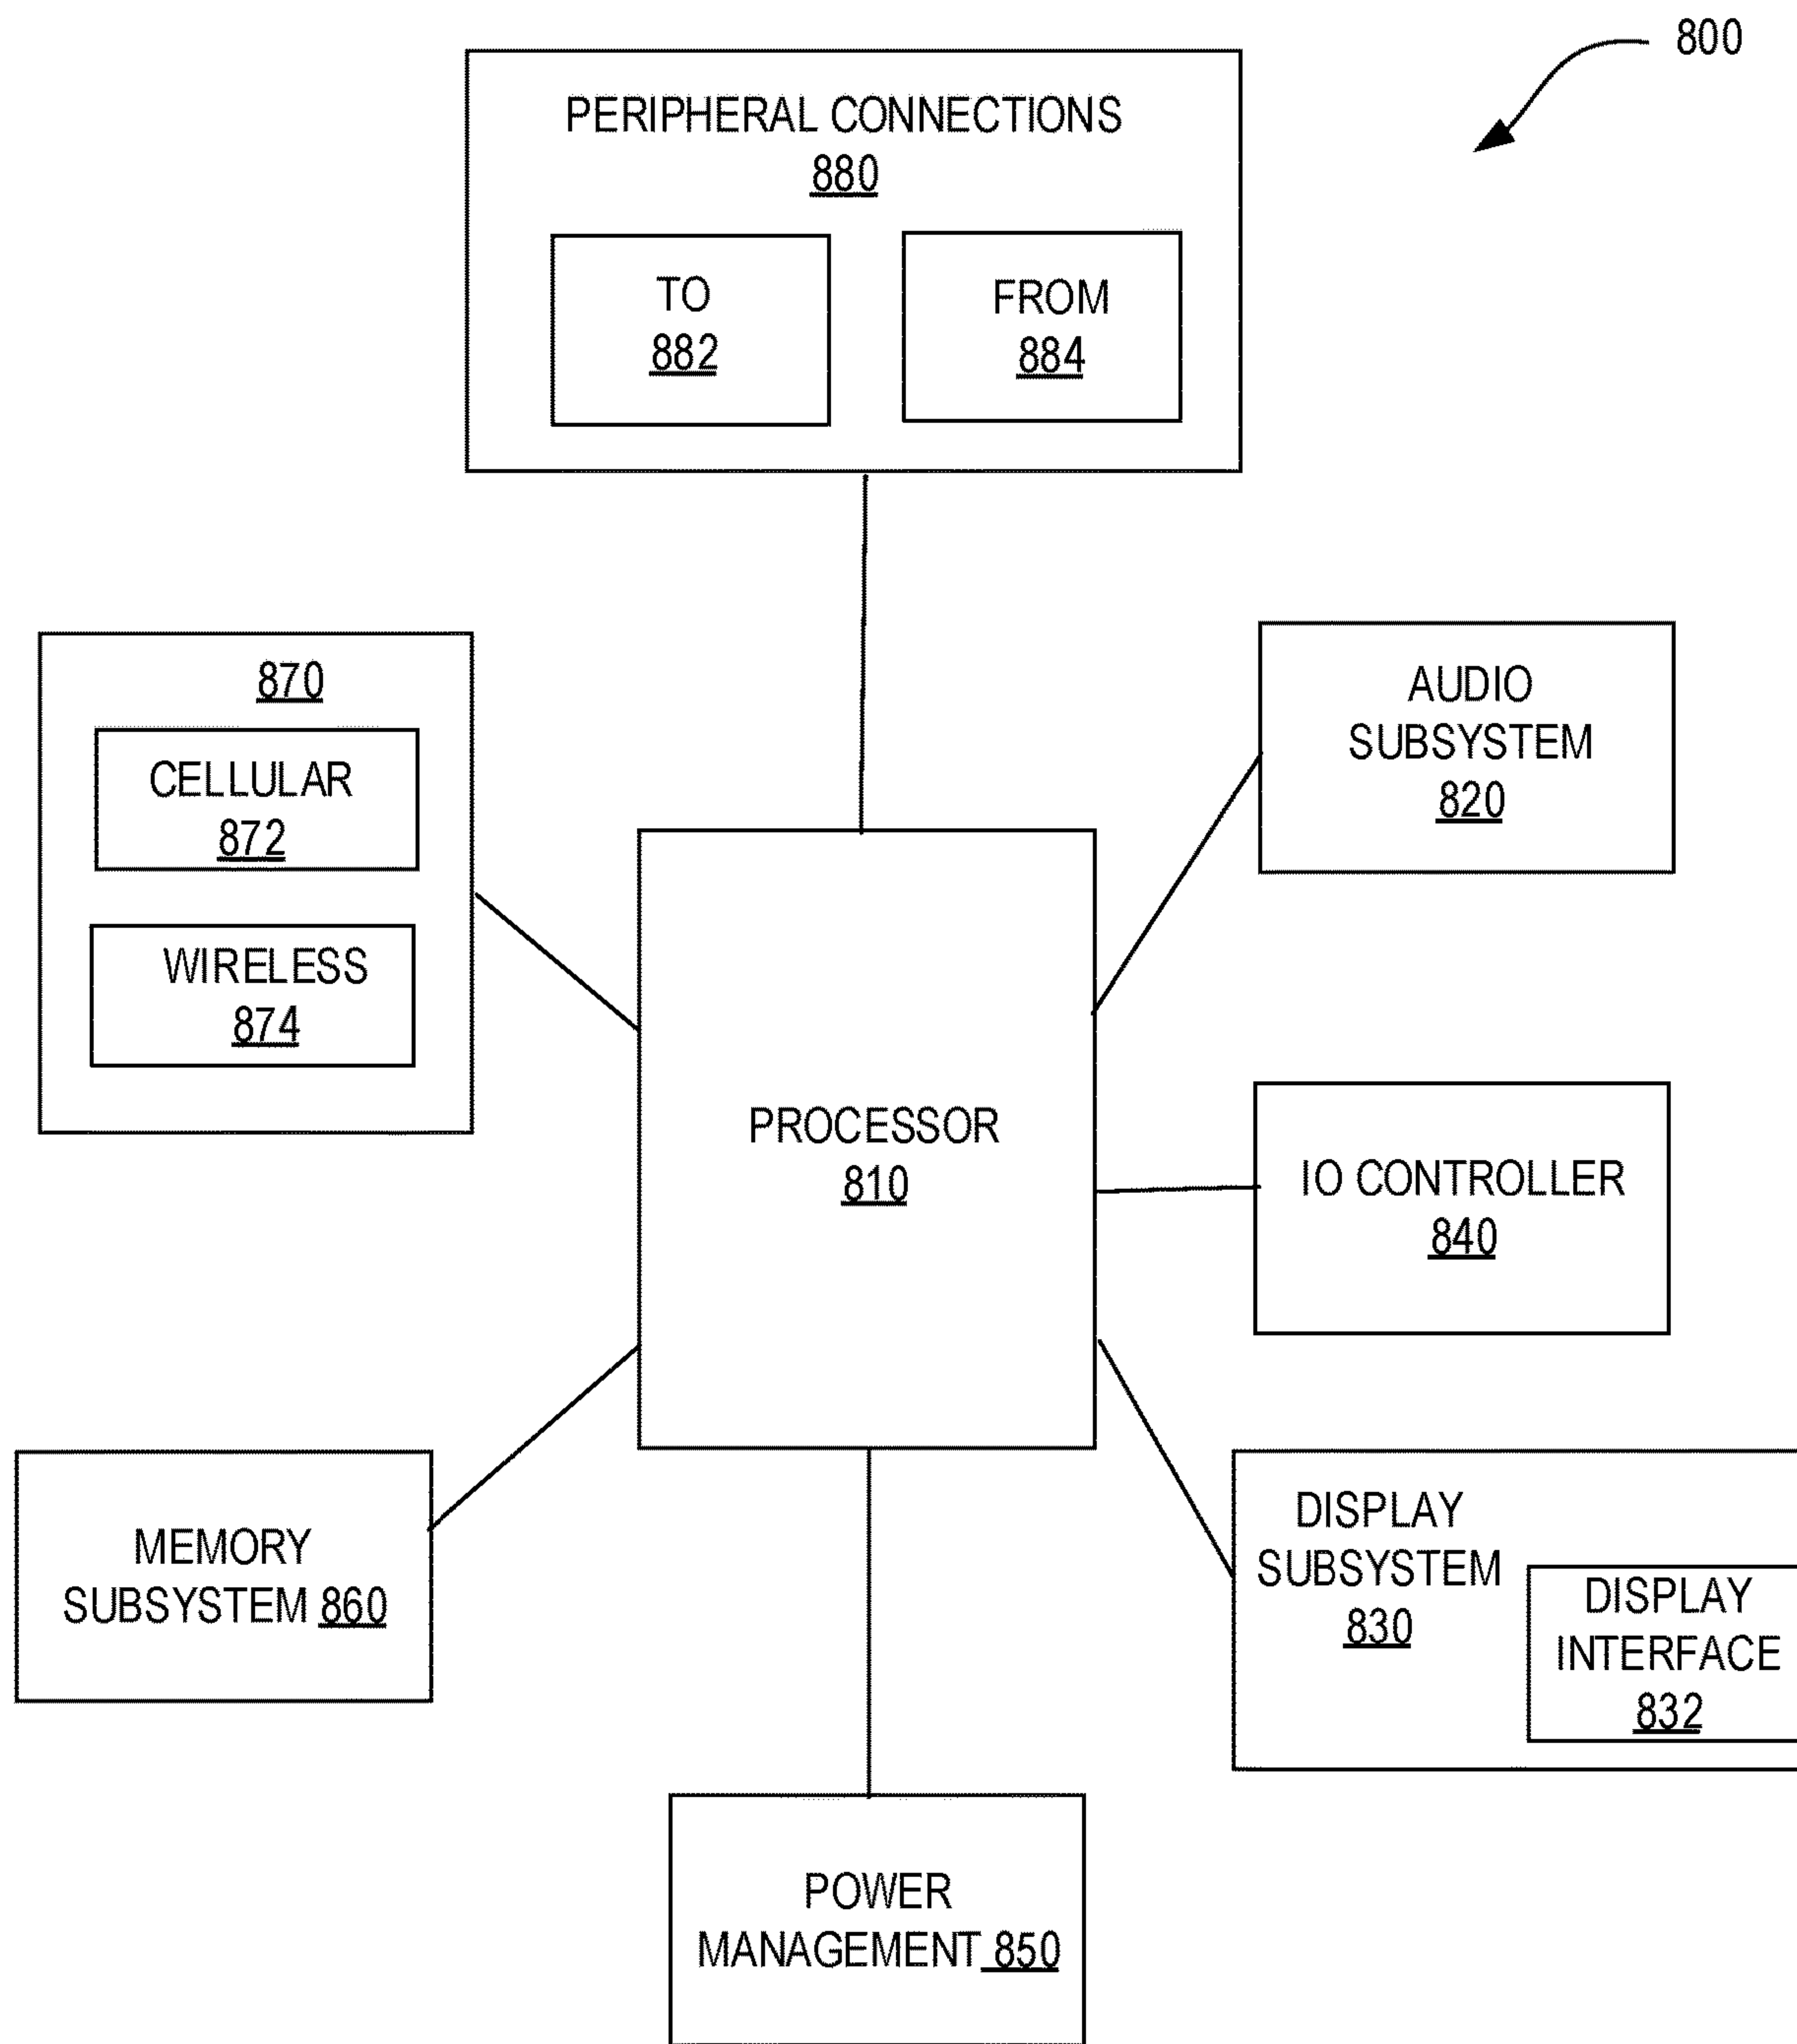 800
PERIPHERAL CONNECTIONS
880
TO
882
FROM
884
870
CELLULAR
872
WIRELESS
874
AUDIO
SUBSYSTEM
820
PROCESSOR
810
IO CONTROLLER
840
MEMORY
SUBSYSTEM 860
DISPLAY
SUBSYSTEM
830
DISPLAY
INTERFACE
832
POWER
MANAGEMENT 850